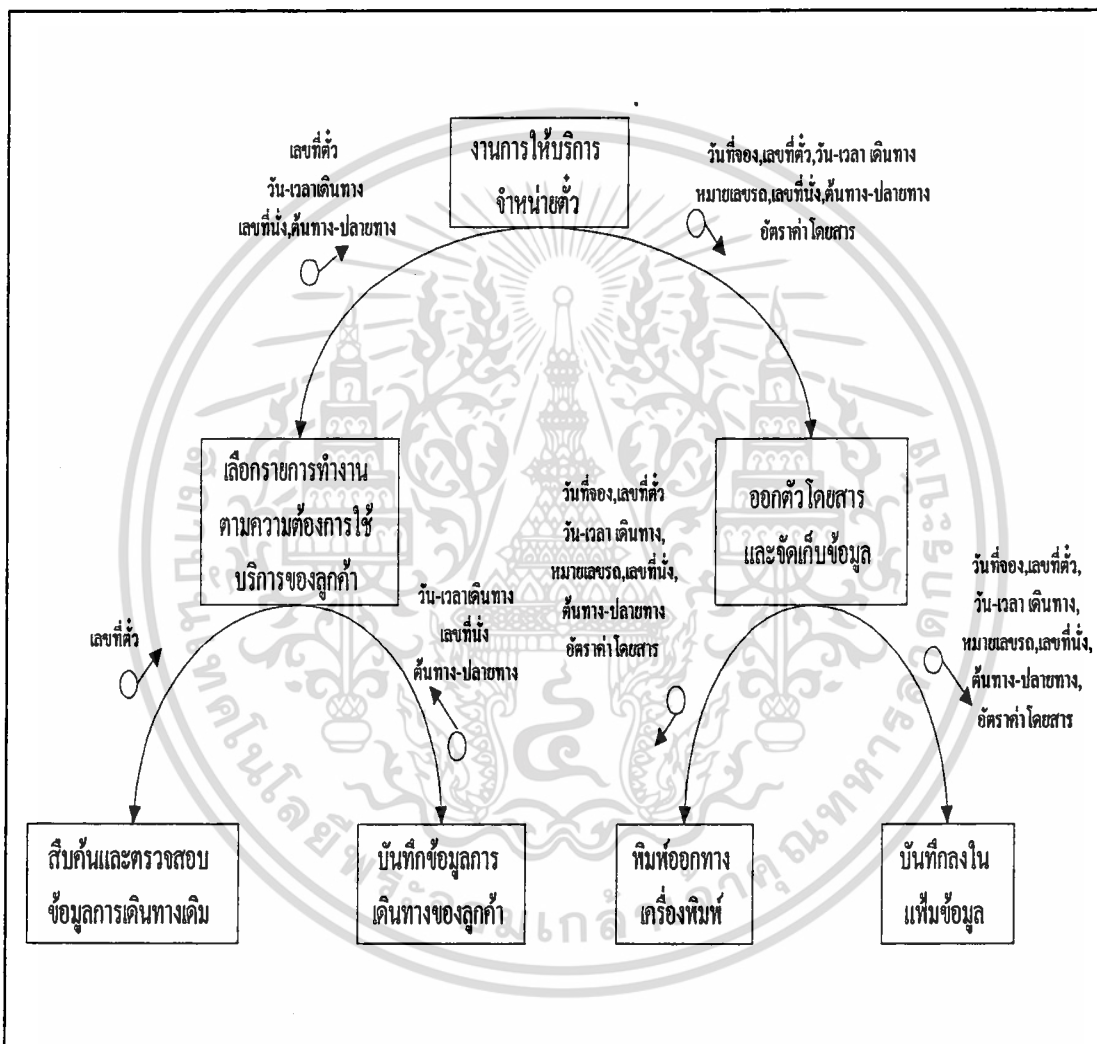 งานการให้บริการ
จำหน่ายตั๋ว
เลขที่ตั๋ว
วัน-เวลาเดินทาง
เลขที่นั่ง,ต้นทาง-ปลายทาง
วันที่จอง,เลขที่ตั๋ว,วัน-เวลา เดินทาง
หมายเลขรถ,เลขที่นั่ง,ต้นทาง-ปลายทาง
อัตราค่าโดยสาร
เลือกรายการทำงาน
ตามความต้องการใช้
บริการของลูกค้า
ออกตั๋วโดยสาร
และจัดเก็บข้อมูล
เลขที่ตั๋ว
วัน-เวลาเดินทาง
เลขที่นั่ง
ต้นทาง-ปลายทาง
วันที่จอง,เลขที่ตั๋ว
วัน-เวลา เดินทาง,
หมายเลขรถ,เลขที่นั่ง,
ต้นทาง-ปลายทาง
อัตราค่าโดยสาร
วันที่จอง,เลขที่ตั๋ว,
วัน-เวลา เดินทาง,
หมายเลขรถ,เลขที่นั่ง,
ต้นทาง-ปลายทาง,
อัตราค่าโดยสาร
สืบค้นและตรวจสอบ
ข้อมูลการเดินทางเดิม
บันทึกข้อมูลการ
เดินทางของลูกค้า
พิมพ์ออกทาง
เครื่องพิมพ์
บันทึกลงใน
แฟ้มข้อมูล